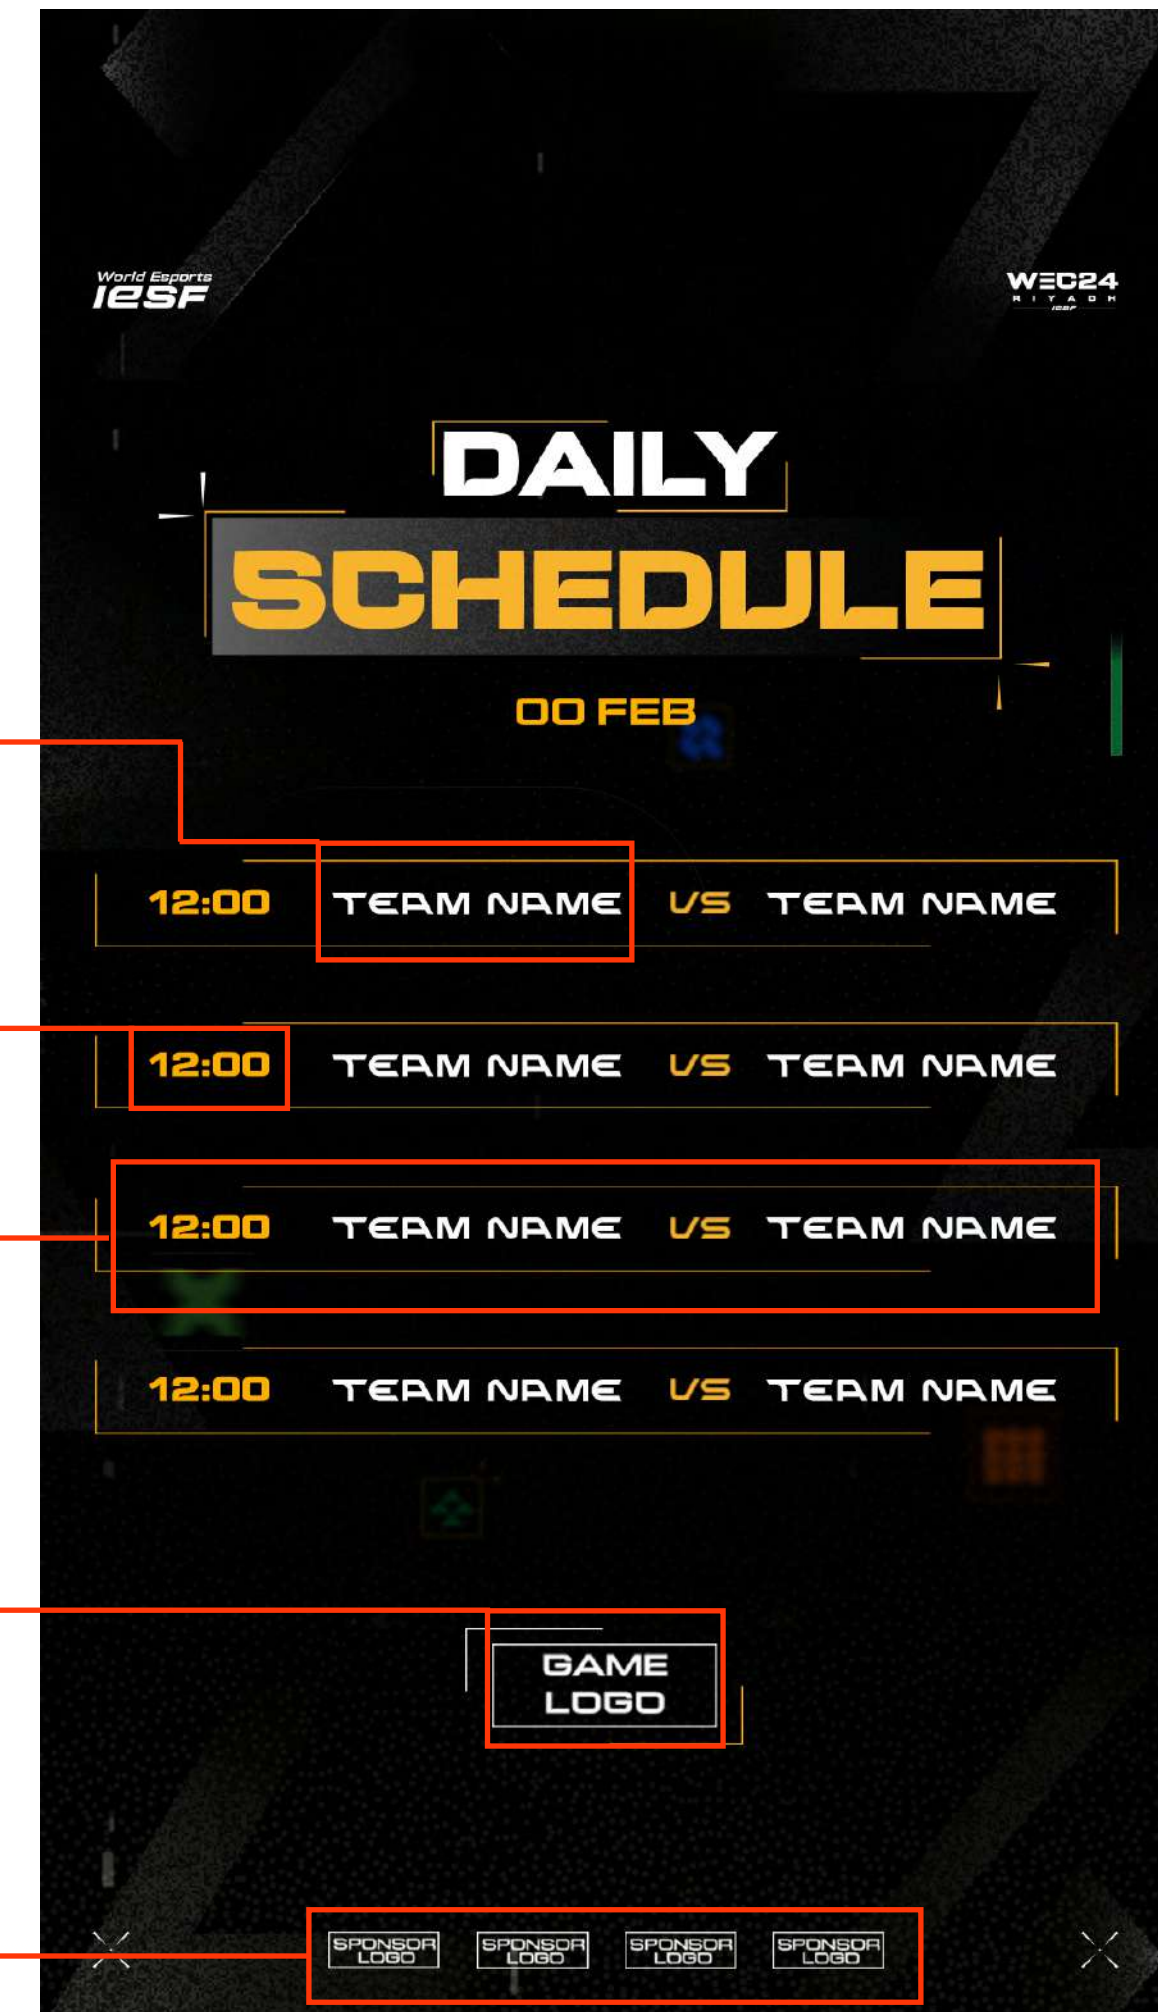 World Esports
IESF
WEC24
RIYADH
IESF
DAILY
SCHEDULE
00 FEB
12:00 TEAM NAME VS TEAM NAME
12:00 TEAM NAME VS TEAM NAME
12:00 TEAM NAME VS TEAM NAME
12:00 TEAM NAME VS TEAM NAME
GAME
LOGO
SPONSOR LOGO SPONSOR LOGO SPONSOR LOGO SPONSOR LOGO